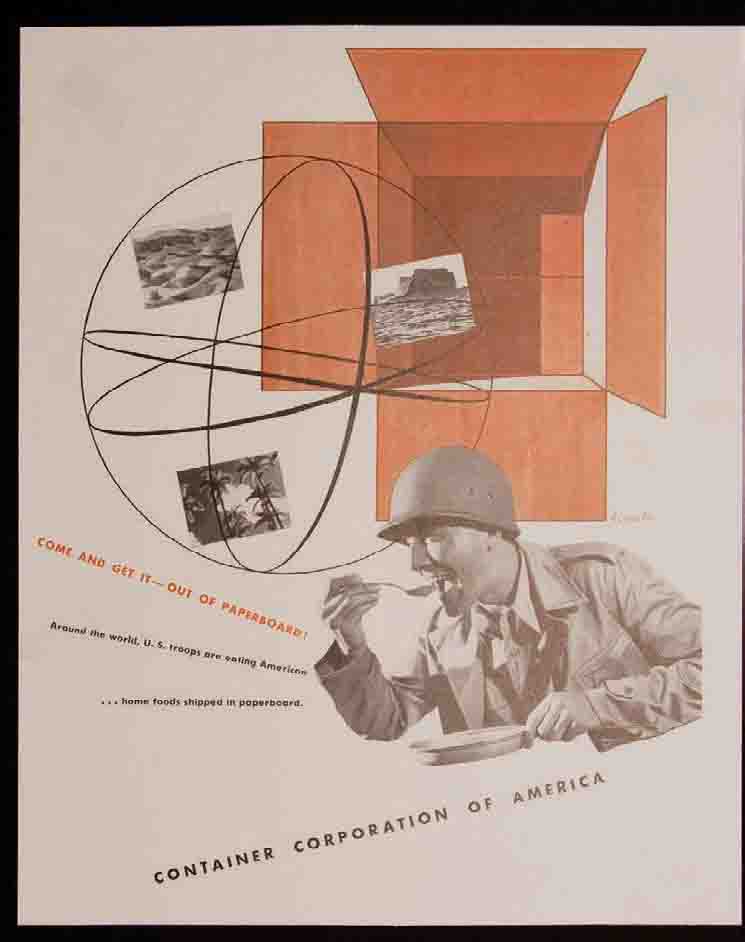 COME AND GET IT—OUT OF PAPERBOARD!
Around the world, U. S. troops are eating American
... home foods shipped in paperboard.
CONTAINER CORPORATION OF AMERICA